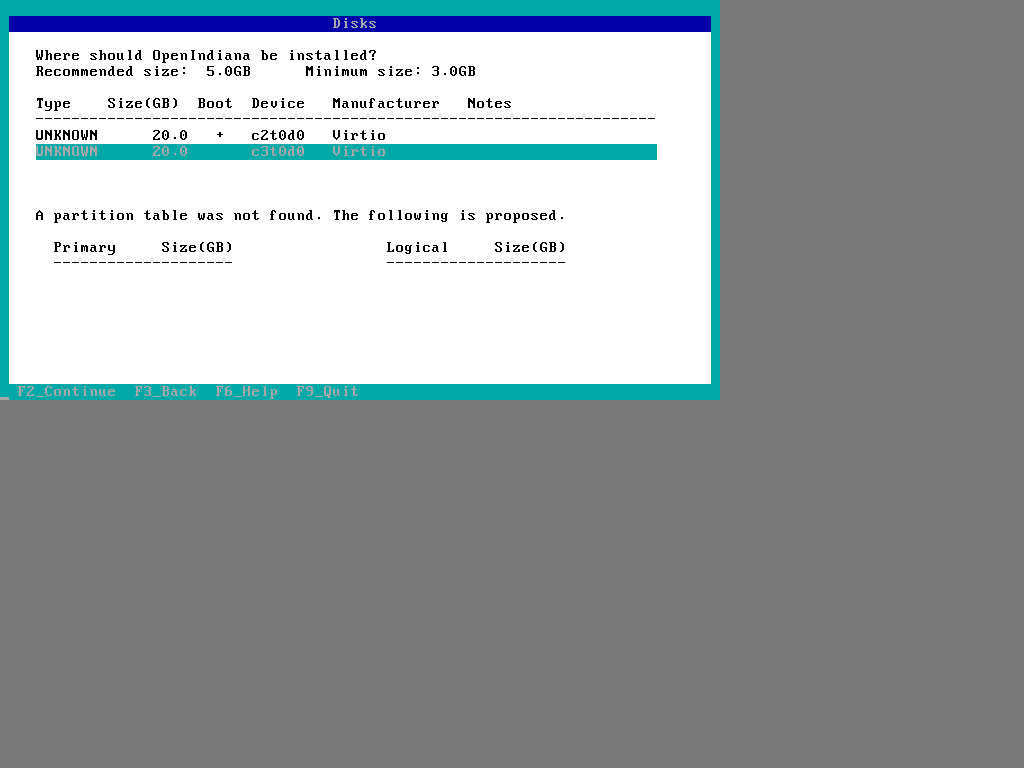 Disks
Where should OpenIndiana be installed?
Recommended size:  5.0GB      Minimum size: 3.0GB
Type    Size(GB)  Boot  Device   Manufacturer   Notes
---------------------------------------------------------------------
UNKNOWN      20.0   +   c2t0d0   Virtio
UNKNOWN      20.0       c3t0d0   Virtio
A partition table was not found. The following is proposed.
Primary     Size(GB)                 Logical     Size(GB)
--------------------                 --------------------
F2_Continue  F3_Back  F6_Help  F9_Quit